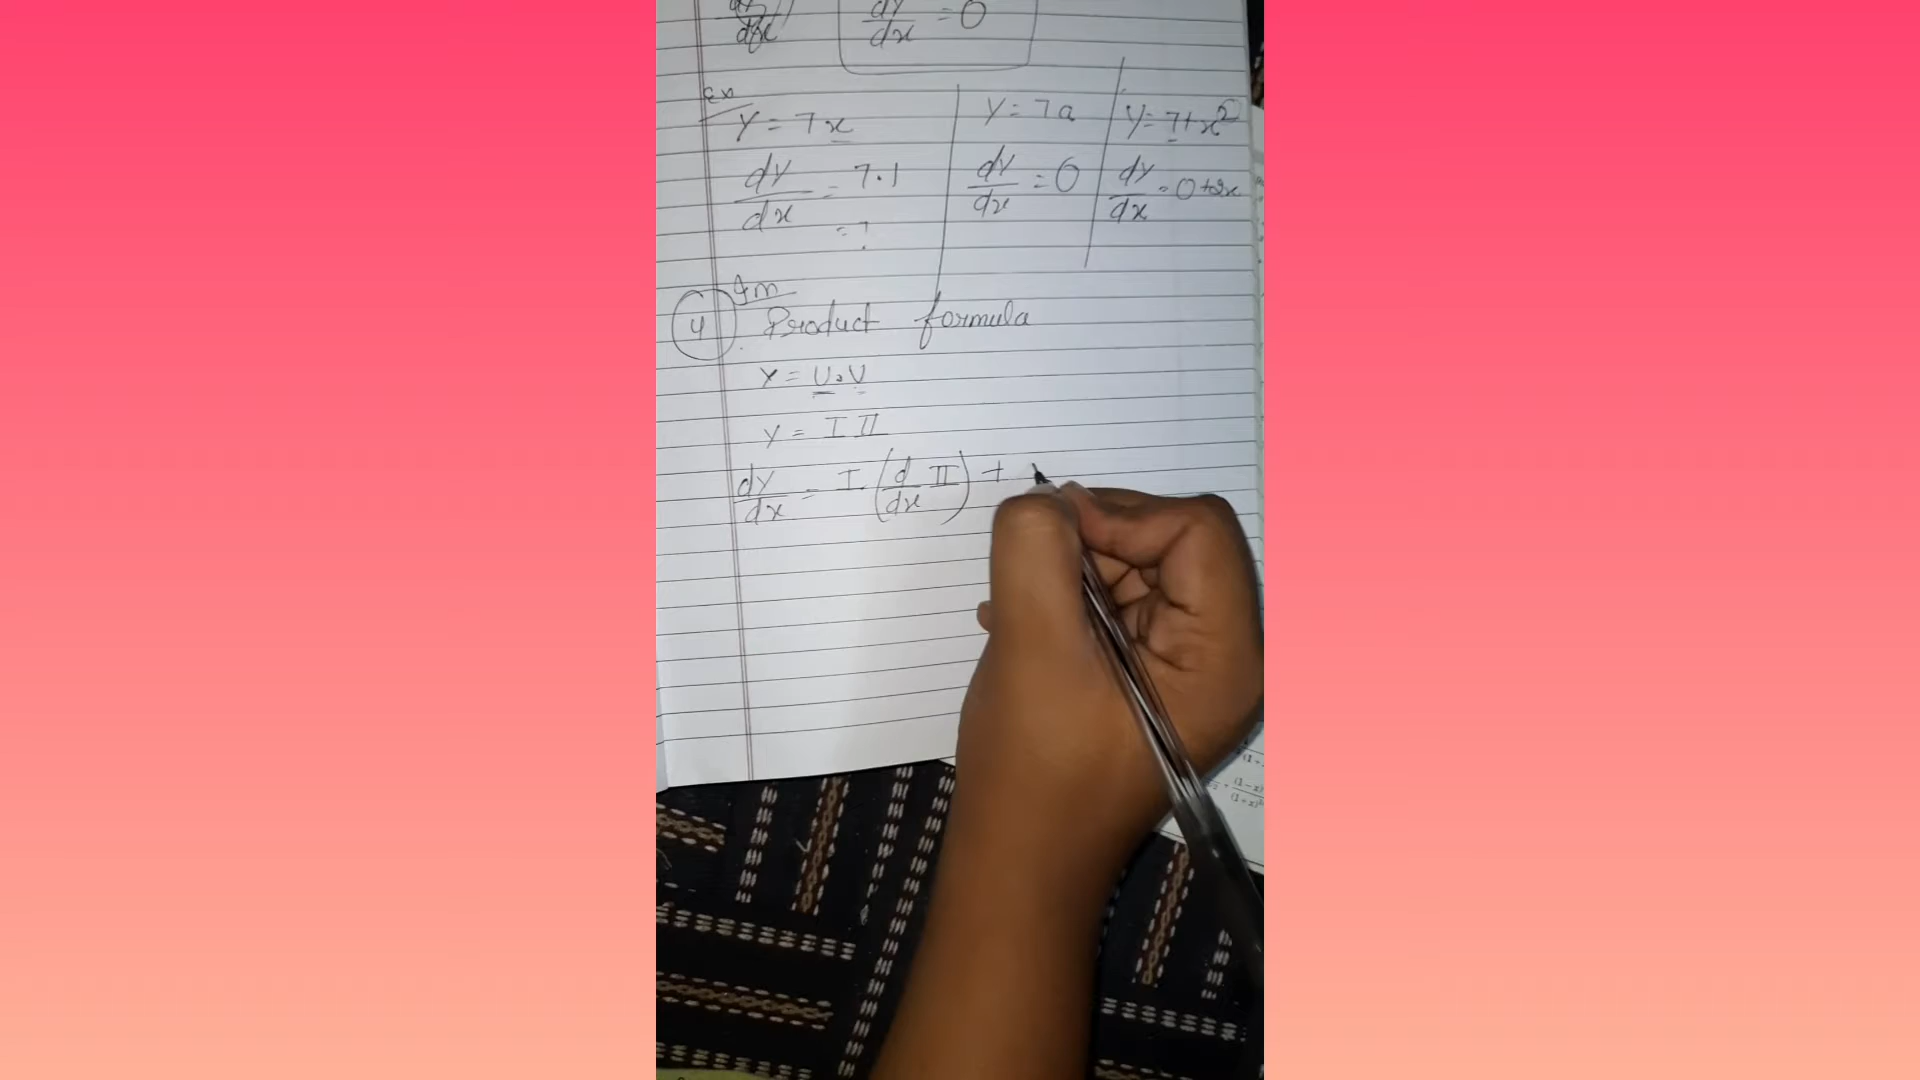 dy/dx = 0
Ex
y = 7x
dy/dx = 7.1
= 7
y = 7a
dy/dx = 0
y = 7+x²
dy/dx = 0+2x
4 Product formula
y = U.V
y = I II
dy/dx = I.(d/dx II) +